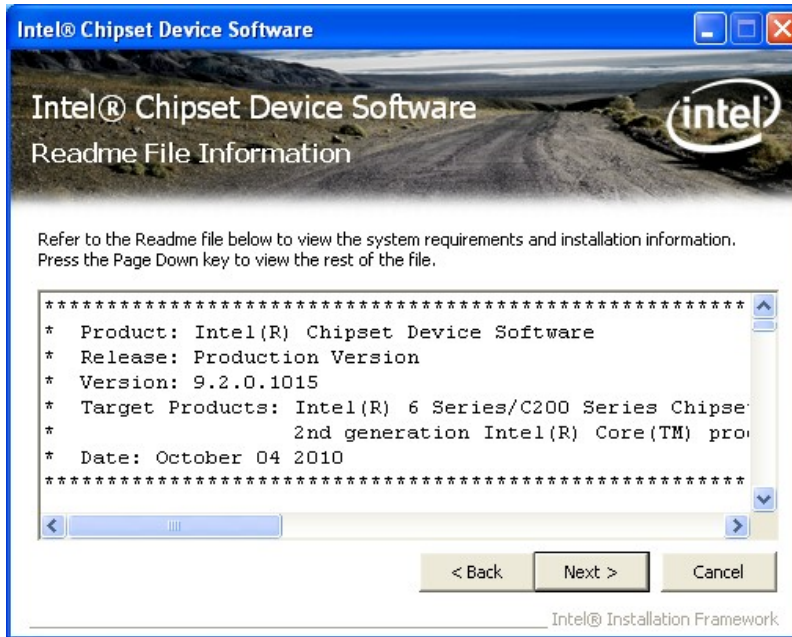 Intel® Chipset Device Software
Intel® Chipset Device Software
intel
Readme File Information
Refer to the Readme file below to view the system requirements and installation information.
Press the Page Down key to view the rest of the file.
*********************************************************
* Product: Intel(R) Chipset Device Software
* Release: Production Version
* Version: 9.2.0.1015
* Target Products: Intel(R) 6 Series/C200 Series Chipse
* 2nd generation Intel(R) Core(TM) pro
* Date: October 04 2010
*********************************************************
< Back Next > Cancel
Intel® Installation Framework